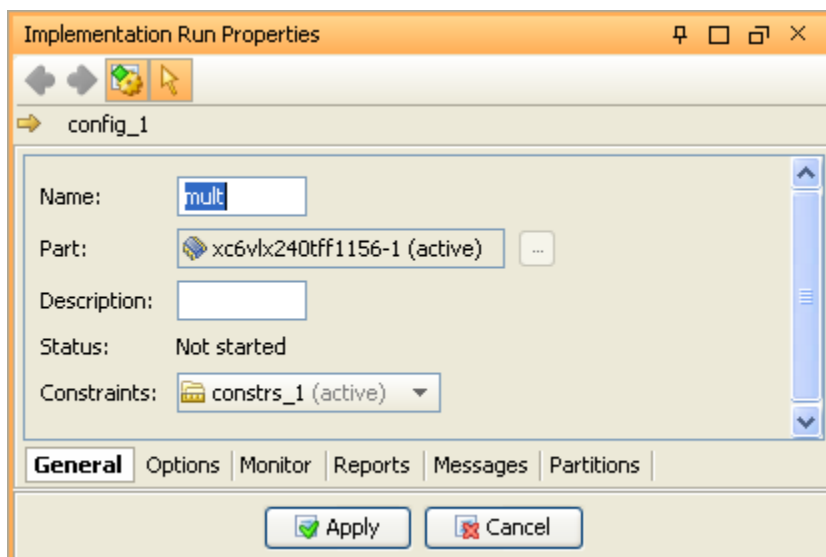 Implementation Run Properties
config_1
Name: mult
Part: xc6vlx240tff1156-1 (active) ...
Description:
Status: Not started
Constraints: constrs_1 (active)
General Options Monitor Reports Messages Partitions
Apply Cancel